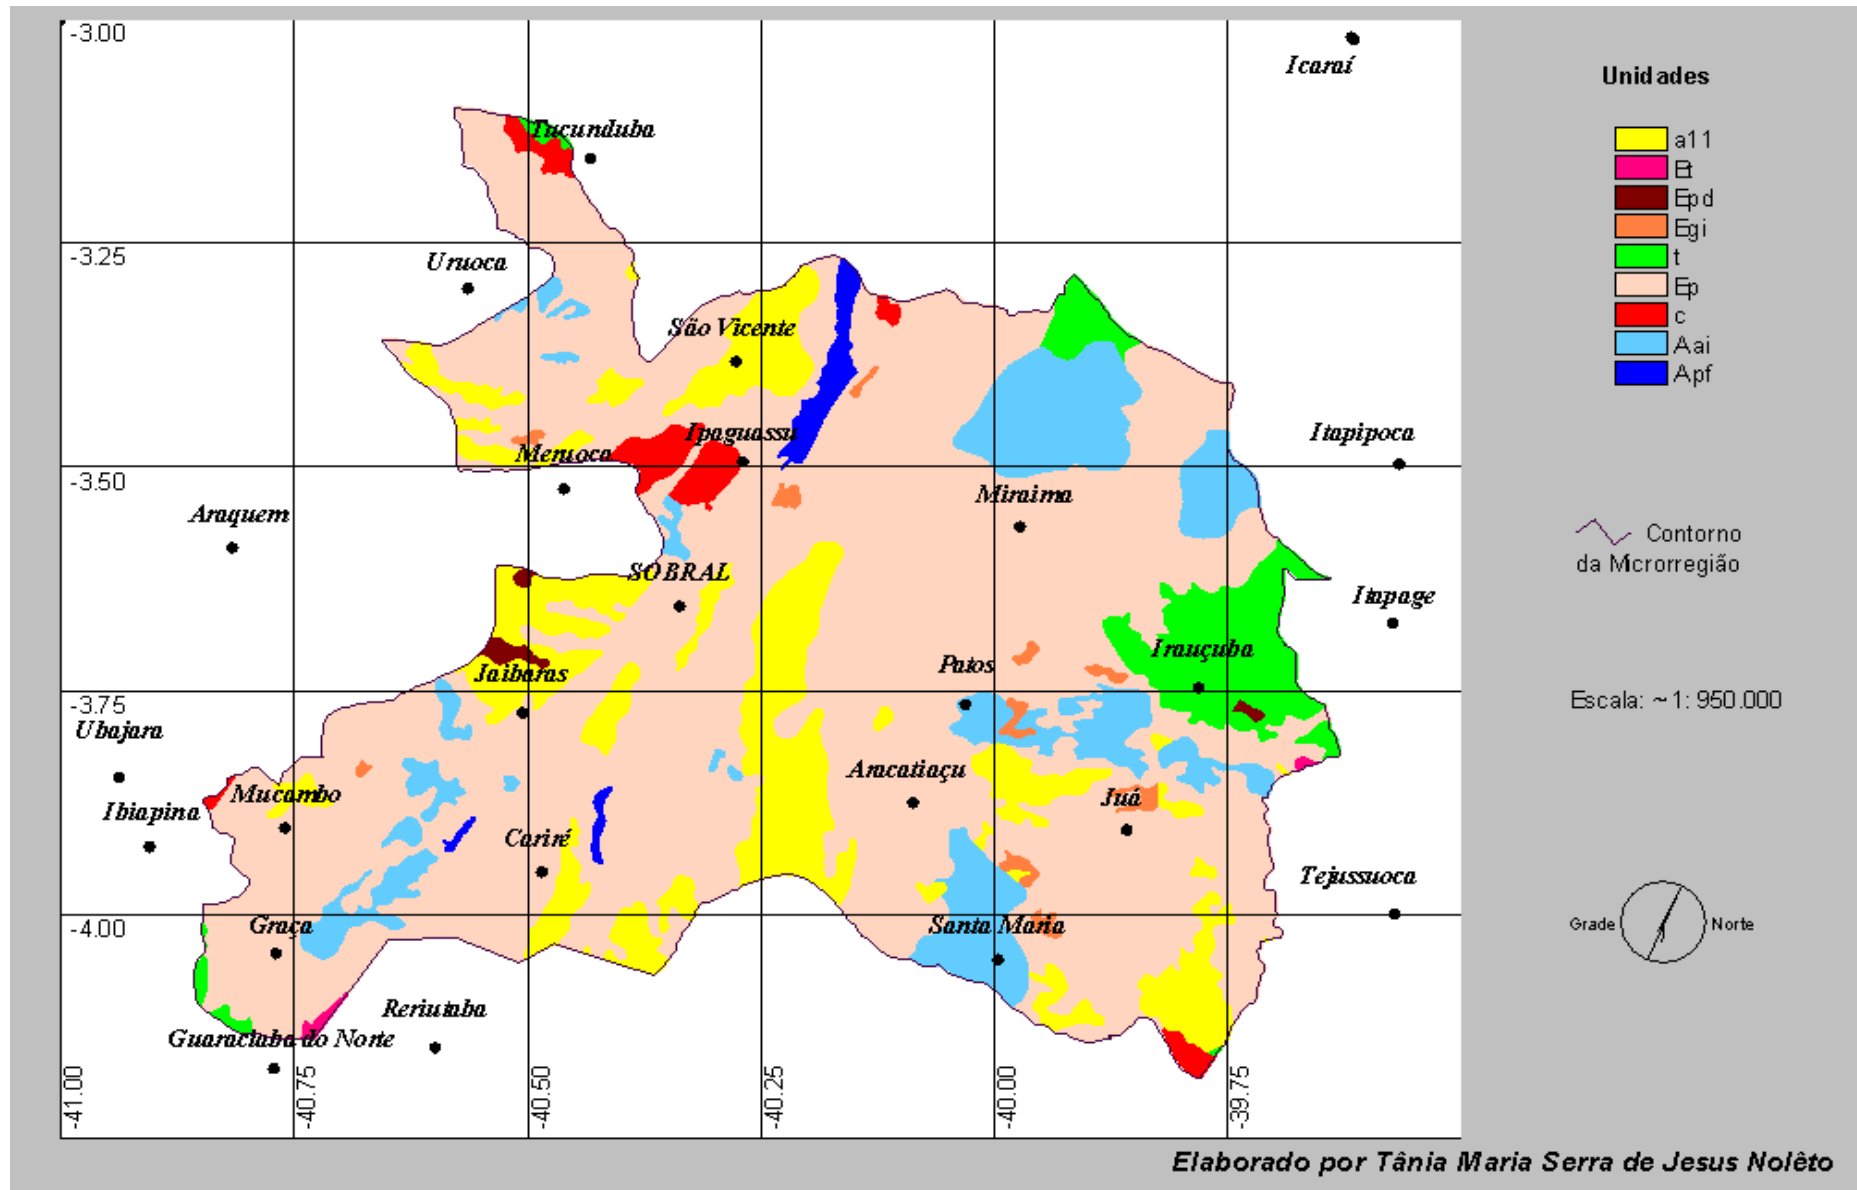 -3.00
Icaraí
Unidades
Tucunduba
a11
Et
Epd
Egi
-3.25
Uruoca
t
Ep
c
São Vicente
Aai
Apf
Ipaguassu
Itapipoca
Meruoca
-3.50
Miraima
Araquem
Contorno
da Microrregião
SOBRAL
Itapage
Irauçuba
Patos
Jaibaras
-3.75
Escala: ~ 1: 950.000
Ubajara
Aracatiaçu
Mucambo
Juá
Ibiapina
Cariré
Tejussuoca
-4.00
Graça
Santa Maria
Grade
Norte
Reriutaba
Guaraciaba do Norte
-41.00
-40.75
-40.50
-40.25
-40.00
-39.75
Elaborado por Tânia Maria Serra de Jesus Nolêto